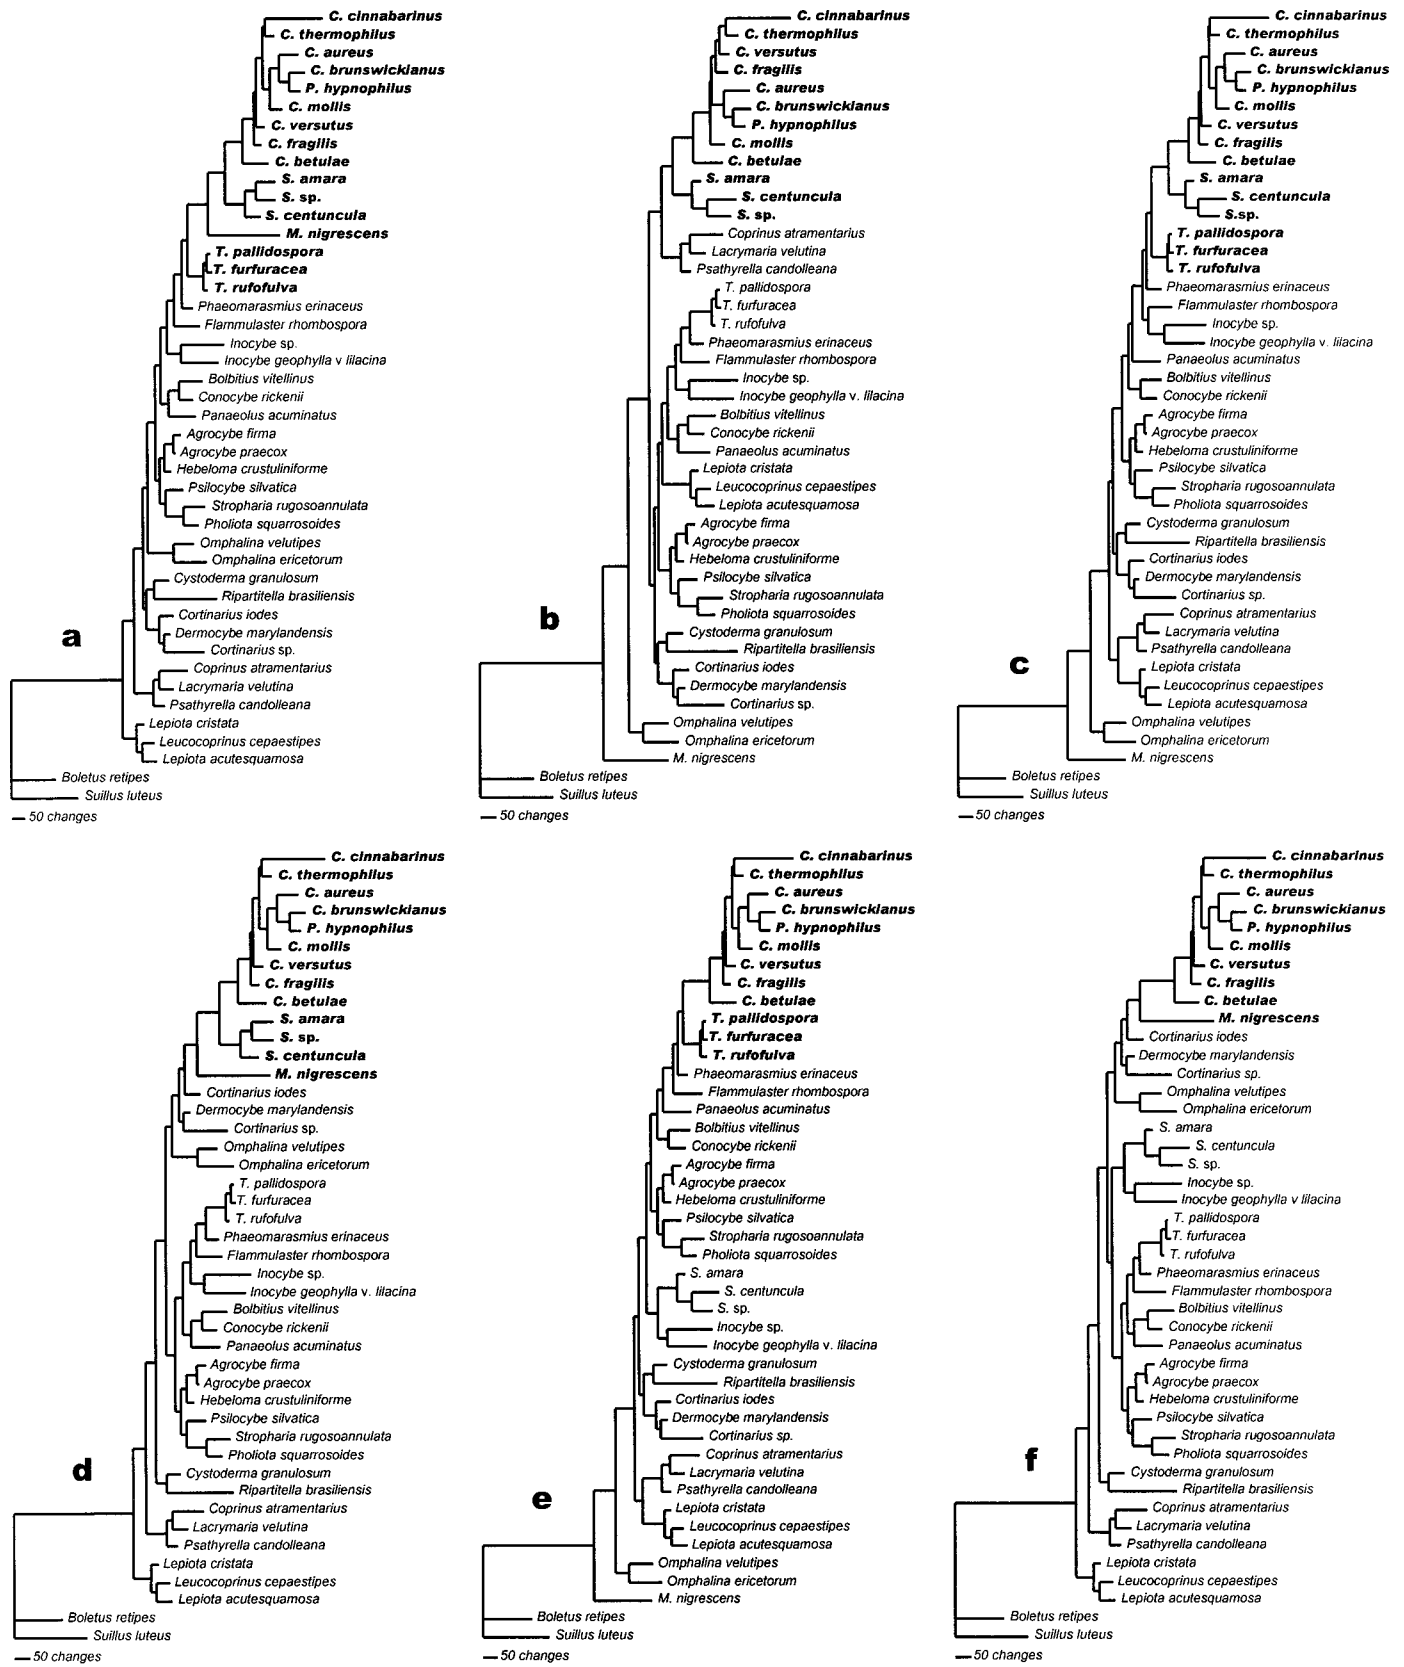 C. cinnabarinus
C. thermophilus
C. aureus
C. brunswickianus
P. hypnophilus
C. mollis
C. versutus
C. fragilis
C. betulae
S. amara
S. sp.
S. centuncula
M. nigrescens
T. pallidospora
T. furfuracea
T. rufofulva
Phaeomarasmius erinaceus
Flammulaster rhombospora
Inocybe sp.
Inocybe geophylla v lilacina
Bolbitius vitellinus
Conocybe rickenii
Panaeolus acuminatus
Agrocybe firma
Agrocybe praecox
Hebeloma crustuliniforme
Psilocybe silvatica
Stropharia rugosoannulata
Pholiota squarrosoides
Omphalina velutipes
Omphalina ericetorum
Cystoderma granulosum
Ripartitella brasiliensis
Cortinarius iodes
a
Dermocybe marylandensis
Cortinarius sp.
Coprinus atramentarius
Lacrymaria velutina
Psathyrella candolleana
Lepiota cristata
Leucocoprinus cepaestipes
Lepiota acutesquamosa
Boletus retipes
Suillus luteus
50 changes
C. cinnabarinus
C. thermophilus
C. versutus
C. fragilis
C. aureus
C. brunswickianus
P. hypnophilus
C. mollis
C. betulae
S. amara
S. centuncula
S. sp.
Coprinus atramentarius
Lacrymaria velutina
Psathyrella candolleana
T. pallidospora
T. furfuracea
T. rufofulva
Phaeomarasmius erinaceus
Flammulaster rhombospora
Inocybe sp.
Inocybe geophylla v. lilacina
Bolbitius vitellinus
Conocybe rickenii
Panaeolus acuminatus
Lepiota cristata
Leucocoprinus cepaestipes
Lepiota acutesquamosa
Agrocybe firma
Agrocybe praecox
Hebeloma crustuliniforme
Psilocybe silvatica
Stropharia rugosoannulata
Pholiota squarrosoides
b
Cystoderma granulosum
Ripartitella brasiliensis
Cortinarius iodes
Dermocybe marylandensis
Cortinarius sp.
Omphalina velutipes
Omphalina ericetorum
M. nigrescens
Boletus retipes
Suillus luteus
50 changes
C. cinnabarinus
C. thermophilus
C. aureus
C. brunswickianus
P. hypnophilus
C. mollis
C. versutus
C. fragilis
C. betulae
S. amara
S. centuncula
S.sp.
T. pallidospora
T. furfuracea
T. rufofulva
Phaeomarasmius erinaceus
Flammulaster rhombospora
Inocybe sp.
Inocybe geophylla v. lilacina
Panaeolus acuminatus
Bolbitius vitellinus
Conocybe rickenii
Agrocybe firma
Agrocybe praecox
Hebeloma crustuliniforme
Psilocybe silvatica
Stropharia rugosoannulata
Pholiota squarrosoides
Cystoderma granulosum
Ripartitella brasiliensis
Cortinarius iodes
Dermocybe marylandensis
Cortinarius sp.
Coprinus atramentarius
Lacrymaria velutina
Psathyrella candolleana
c
Lepiota cristata
Leucocoprinus cepaestipes
Lepiota acutesquamosa
Omphalina velutipes
Omphalina ericetorum
M. nigrescens
Boletus retipes
Suillus luteus
50 changes
C. cinnabarinus
C. thermophilus
C. aureus
C. brunswickianus
P. hypnophilus
C. mollis
C. versutus
C. fragilis
C. betulae
S. amara
S. sp.
S. centuncula
M. nigrescens
Cortinarius iodes
Dermocybe marylandensis
Cortinarius sp.
Omphalina velutipes
Omphalina ericetorum
T. pallidospora
T. furfuracea
T. rufofulva
Phaeomarasmius erinaceus
Flammulaster rhombospora
Inocybe sp.
Inocybe geophylla v. lilacina
Bolbitius vitellinus
Conocybe rickenii
Panaeolus acuminatus
Agrocybe firma
Agrocybe praecox
Hebeloma crustuliniforme
Psilocybe silvatica
Stropharia rugosoannulata
Pholiota squarrosoides
d
Cystoderma granulosum
Ripartitella brasiliensis
Coprinus atramentarius
Lacrymaria velutina
Psathyrella candolleana
Lepiota cristata
Leucocoprinus cepaestipes
Lepiota acutesquamosa
Boletus retipes
Suillus luteus
50 changes
C. cinnabarinus
C. thermophilus
C. aureus
C. brunswickianus
P. hypnophilus
C. mollis
C. versutus
C. fragilis
C. betulae
T. pallidospora
T. furfuracea
T. rufofulva
Phaeomarasmius erinaceus
Flammulaster rhombospora
Panaeolus acuminatus
Bolbitius vitellinus
Conocybe rickenii
Agrocybe firma
Agrocybe praecox
Hebeloma crustuliniforme
Psilocybe silvatica
Stropharia rugosoannulata
Pholiota squarrosoides
S. amara
S. centuncula
S. sp.
Inocybe sp.
Inocybe geophylla v. lilacina
Cystoderma granulosum
Ripartitella brasiliensis
Cortinarius iodes
Dermocybe marylandensis
Cortinarius sp.
Coprinus atramentarius
Lacrymaria velutina
Psathyrella candolleana
e
Lepiota cristata
Leucocoprinus cepaestipes
Lepiota acutesquamosa
Omphalina velutipes
Omphalina ericetorum
M. nigrescens
Boletus retipes
Suillus luteus
50 changes
C. cinnabarinus
C. thermophilus
C. aureus
C. brunswickianus
P. hypnophilus
C. mollis
C. versutus
C. fragilis
C. betulae
M. nigrescens
Cortinarius iodes
Dermocybe marylandensis
Cortinarius sp.
Omphalina velutipes
Omphalina ericetorum
S. amara
S. centuncula
S. sp.
Inocybe sp.
Inocybe geophylla v lilacina
T. pallidospora
T. furfuracea
T. rufofulva
Phaeomarasmius erinaceus
Flammulaster rhombospora
Bolbitius vitellinus
Conocybe rickenii
Panaeolus acuminatus
Agrocybe firma
Agrocybe praecox
Hebeloma crustuliniforme
Psilocybe silvatica
Stropharia rugosoannulata
Pholiota squarrosoides
f
Cystoderma granulosum
Ripartitella brasiliensis
Coprinus atramentarius
Lacrymaria velutina
Psathyrella candolleana
Lepiota cristata
Leucocoprinus cepaestipes
Lepiota acutesquamosa
Boletus retipes
Suillus luteus
50 changes